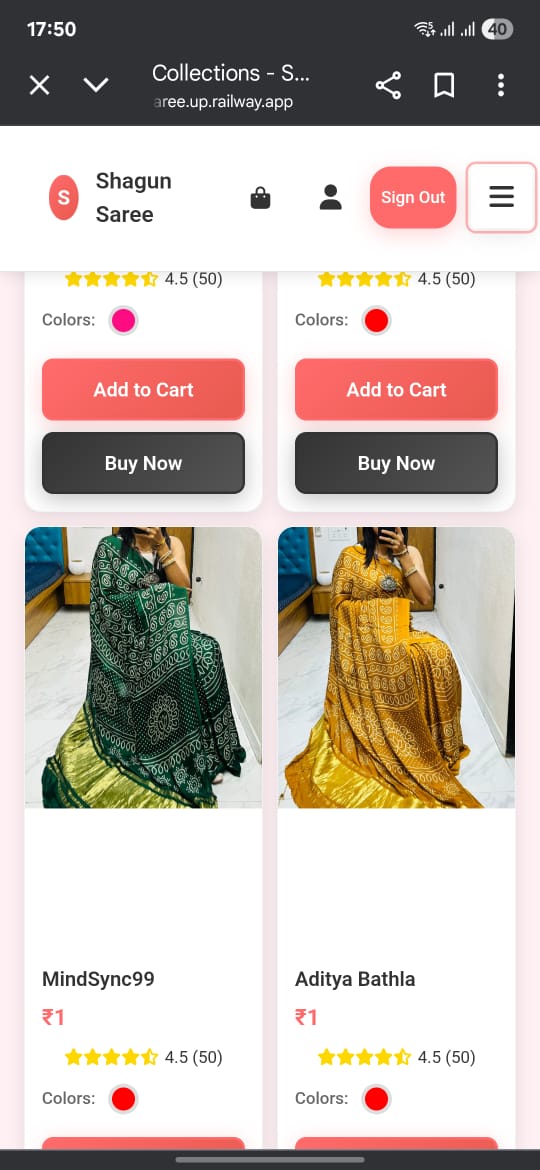 17:50
40
Collections - S...
aree.up.railway.app
S
Shagun
Saree
Sign Out
4.5 (50)
4.5 (50)
Colors:
Colors:
Add to Cart
Add to Cart
Buy Now
Buy Now
MindSync99
Aditya Bathla
₹1
₹1
4.5 (50)
4.5 (50)
Colors:
Colors: